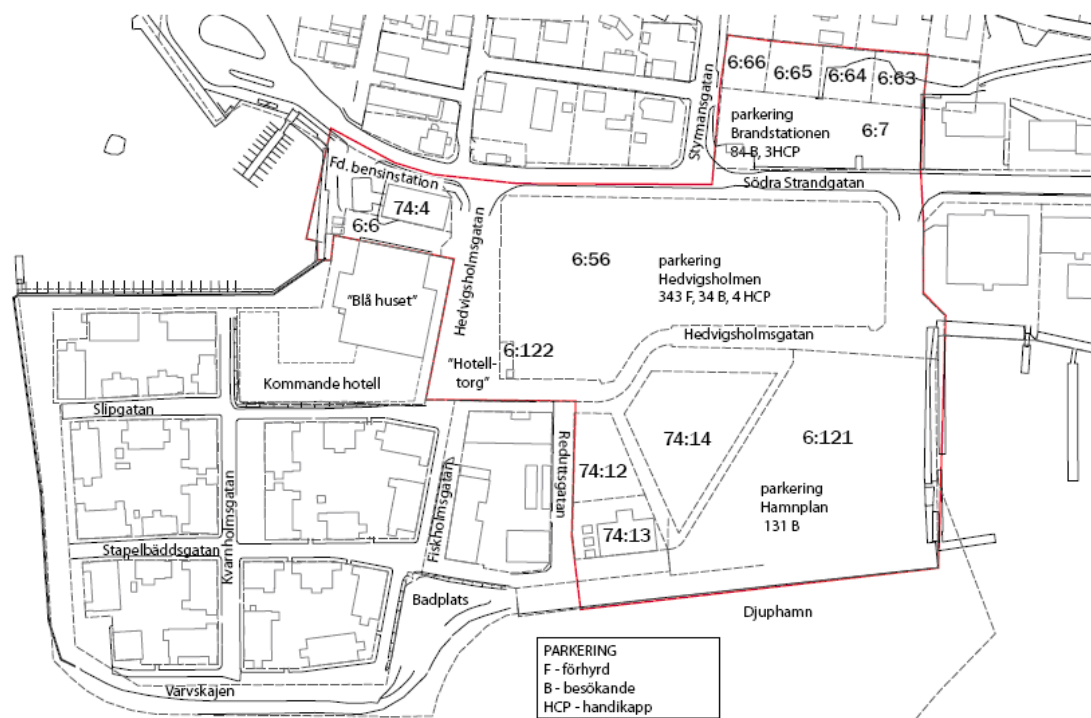 6:66
6:65
6:64
6:63
Styrmansgatan
parkering
Brandstationen
84 B, 3HCP
6:7
Fd. bensinstation
Södra Strandgatan
74:4
6:6
Hedvigsholmsgatan
6:56
parkering
Hedvigsholmen
343 F, 34 B, 4 HCP
"Blå huset"
Hedvigsholmsgatan
6:122
"Hotell-
torg"
Kommande hotell
Slipgatan
Reduttsgatan
74:14
6:121
74:12
Fiskholmsgatan
Kvarnholmsgatan
parkering
Hamnplan
131 B
74:13
Stapelbäddsgatan
Badplats
Djuphamn
PARKERING
F - förhyrd
B - besökande
HCP - handikapp
Varvskajen